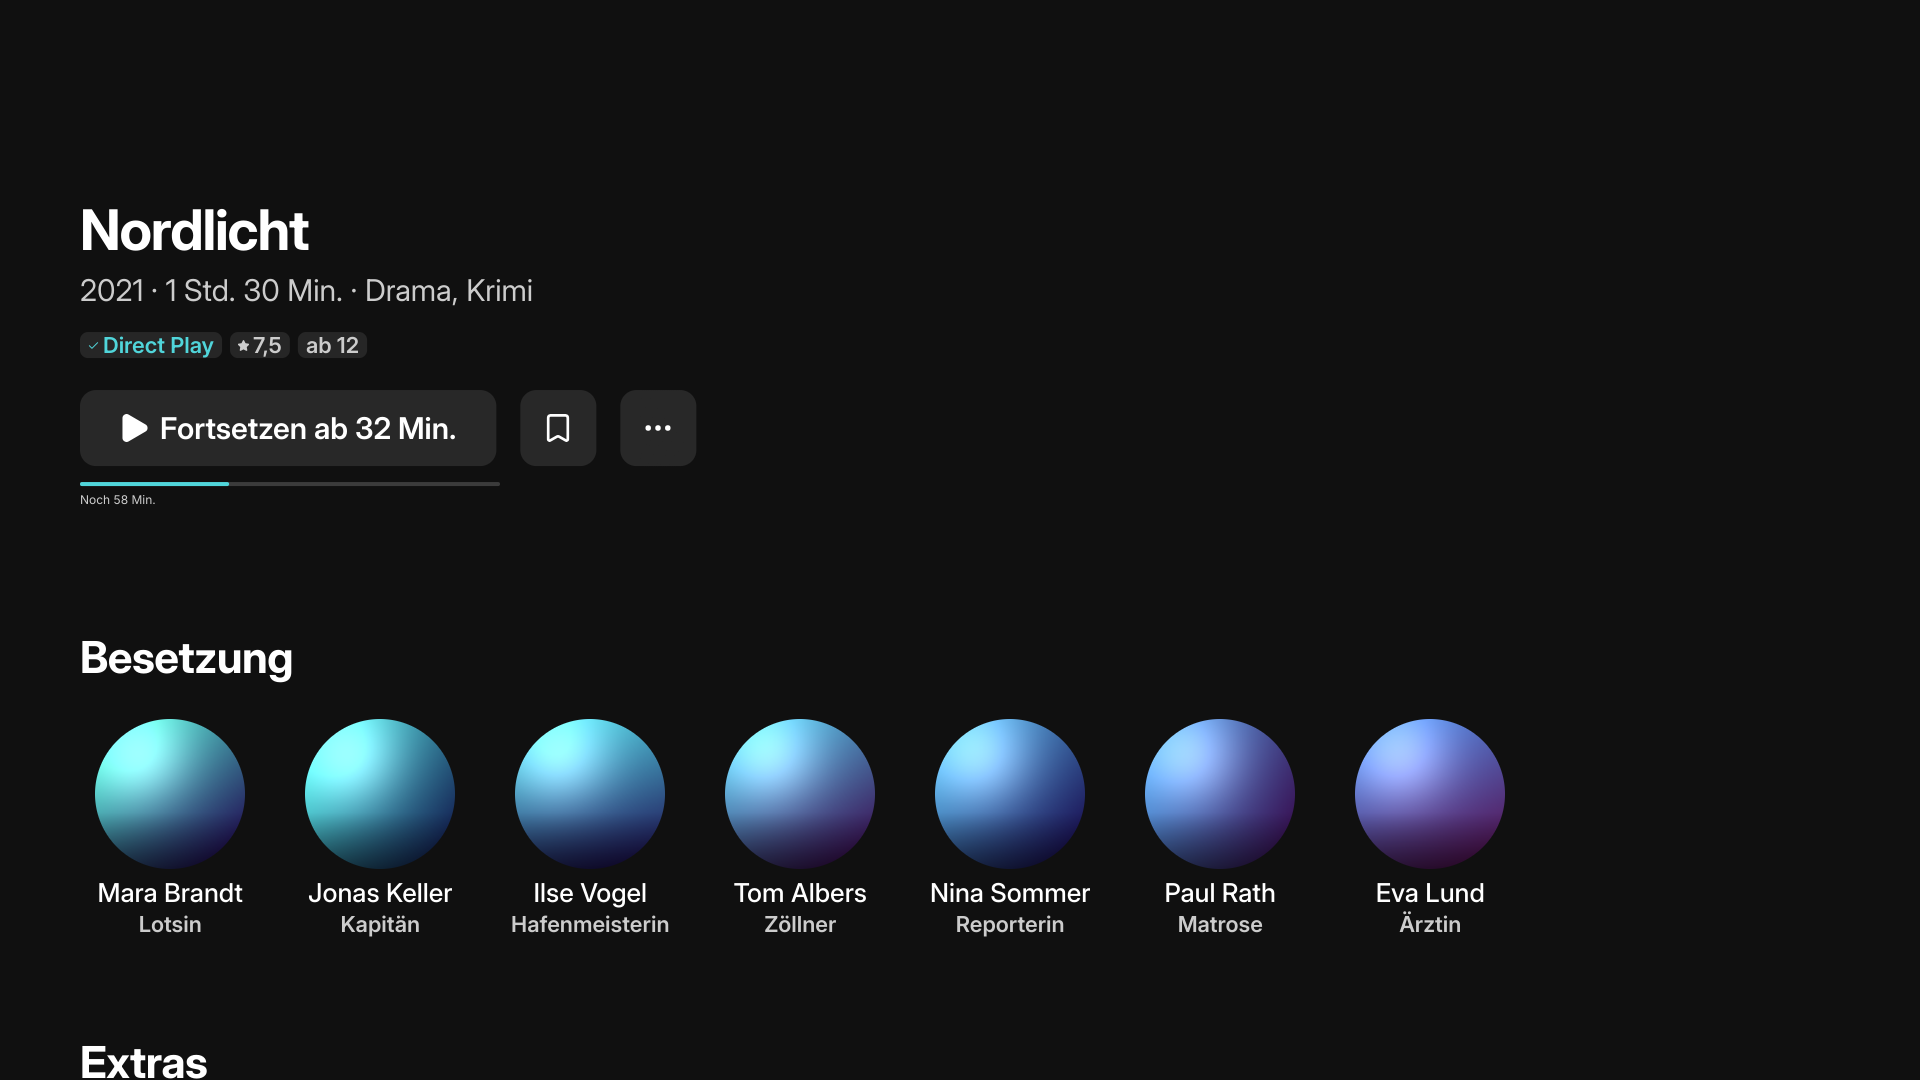 Nordlicht
2021 · 1 Std. 30 Min. · Drama, Krimi
Direct Play 7,5 ab 12
Fortsetzen ab 32 Min.
Noch 58 Min.
Besetzung
Mara Brandt Jonas Keller Ilse Vogel Tom Albers Nina Sommer Paul Rath Eva Lund
Lotsin Kapitän Hafenmeisterin Zöllner Reporterin Matrose Ärztin
Extras